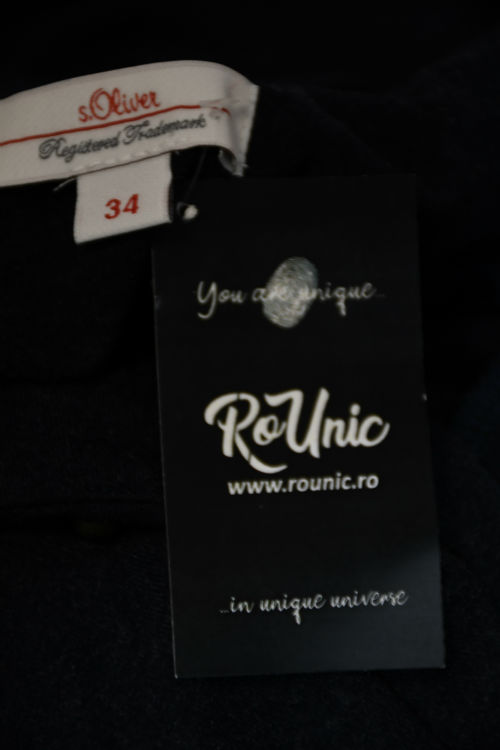 s.Oliver
Registered Trademark
34
You are unique...
RoUnic
www.rounic.ro
...in unique universe